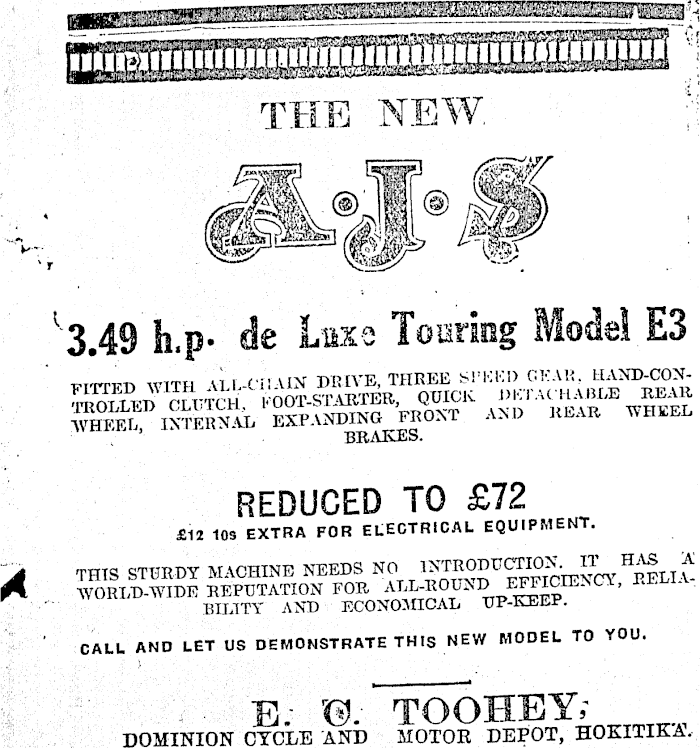 THE NEW
A·J·S
3.49 h.p. de Luxe Touring Model E3
FITTED WITH ALL-CHAIN DRIVE, THREE SPEED GEAR, HAND-CON-
TROLLED CLUTCH, FOOT-STARTER, QUICK DETACHABLE REAR
WHEEL, INTERNAL EXPANDING FRONT AND REAR WHEEL
BRAKES.
REDUCED TO £72
£12 10s EXTRA FOR ELECTRICAL EQUIPMENT.
THIS STURDY MACHINE NEEDS NO INTRODUCTION. IT HAS A
WORLD-WIDE REPUTATION FOR ALL-ROUND EFFICIENCY, RELIA-
BILITY AND ECONOMICAL UP-KEEP.
CALL AND LET US DEMONSTRATE THIS NEW MODEL TO YOU.
E. C. TOOHEY,
DOMINION CYCLE AND MOTOR DEPOT, HOKITIKA.